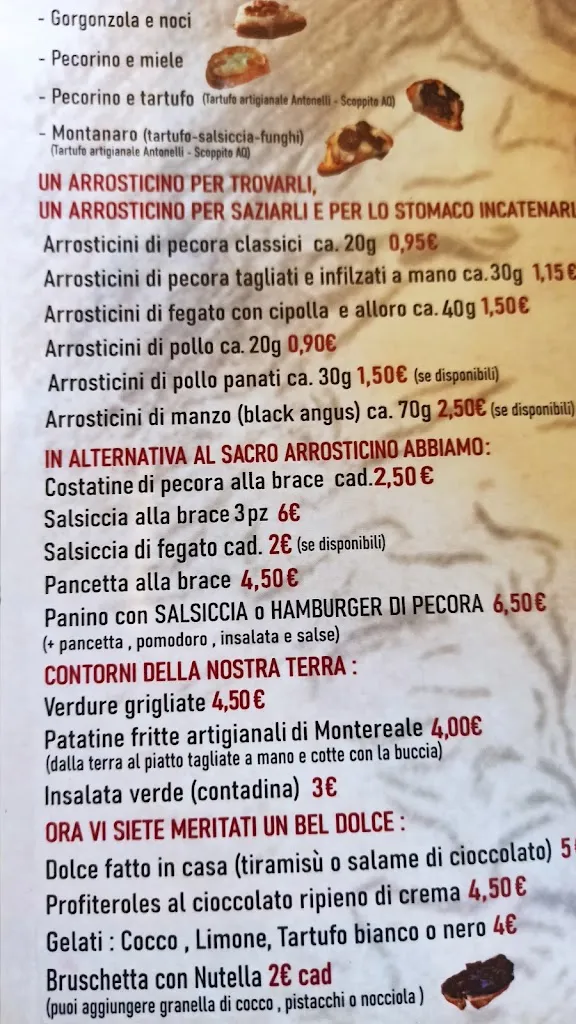 - Gorgonzola e noci
- Pecorino e miele
- Pecorino e tartufo (Tartufo artigianale Antonelli - Scoppito AQ)
- Montanaro (tartufo-salsiccia-funghi)
(Tartufo artigianale Antonelli - Scoppito AQ)
UN ARROSTICINO PER TROVARLI,
UN ARROSTICINO PER SAZIARLI E PER LO STOMACO INCATENARL
Arrosticini di pecora classici ca. 20g 0,95€
Arrosticini di pecora tagliati e infilzati a mano ca.30g 1,15€
Arrosticini di fegato con cipolla e alloro ca. 40g 1,50€
Arrosticini di pollo ca. 20g 0,90€
Arrosticini di pollo panati ca. 30g 1,50€ (se disponibili)
Arrosticini di manzo (black angus) ca. 70g 2,50€ (se disponibili)
IN ALTERNATIVA AL SACRO ARROSTICINO ABBIAMO:
Costatine di pecora alla brace cad.2,50€
Salsiccia alla brace 3pz 6€
Salsiccia di fegato cad. 2€ (se disponibili)
Pancetta alla brace 4,50€
Panino con SALSICCIA o HAMBURGER DI PECORA 6,50€
(+ pancetta , pomodoro , insalata e salse)
CONTORNI DELLA NOSTRA TERRA :
Verdure grigliate 4,50€
Patatine fritte artigianali di Montereale 4,00€
(dalla terra al piatto tagliate a mano e cotte con la buccia)
Insalata verde (contadina) 3€
ORA VI SIETE MERITATI UN BEL DOLCE :
Dolce fatto in casa (tiramisù o salame di cioccolato) 5€
Profiteroles al cioccolato ripieno di crema 4,50€
Gelati : Cocco , Limone, Tartufo bianco o nero 4€
Bruschetta con Nutella 2€ cad
(puoi aggiungere granella di cocco , pistacchi o nocciola )